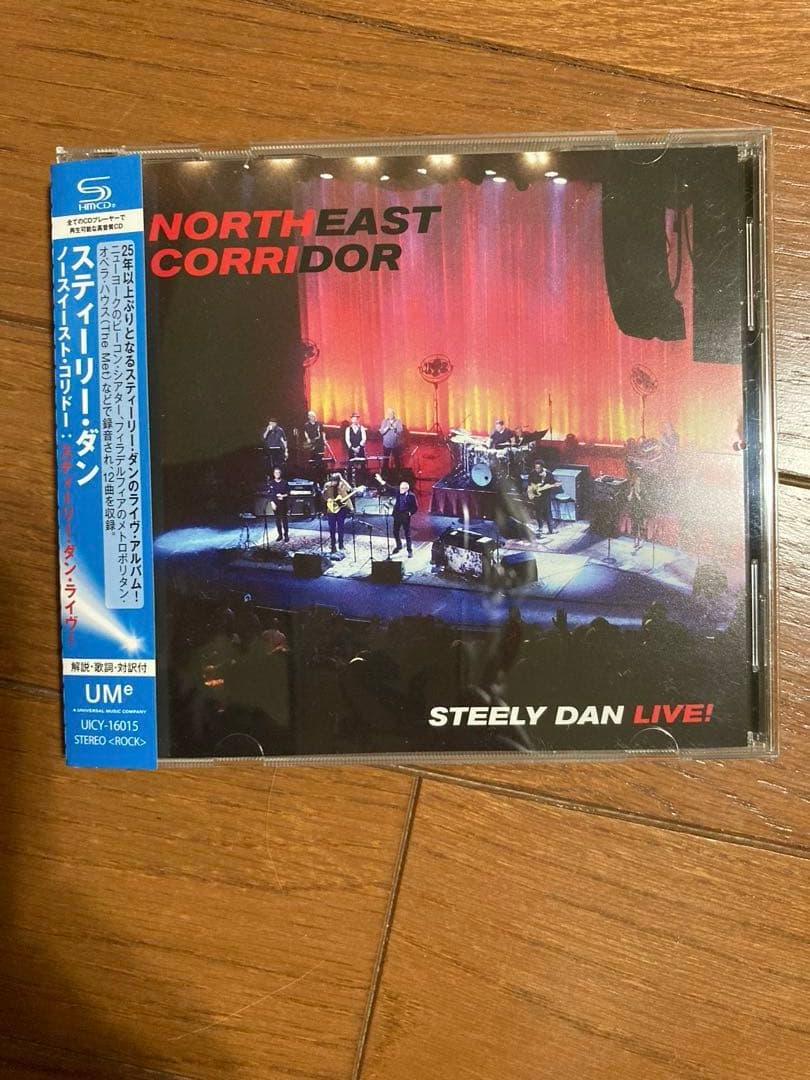 SHM-CD
全てのCDプレーヤーで
再生可能な高音質CD
スティーリー・ダン
ノースイースト・コリドー:スティーリー・ダン・ライヴ!
25年以上ぶりとなるスティーリー・ダンのライヴ・アルバム!
ニューヨークのビーコン・シアター、フィラデルフィアのメトロポリタン・
オペラ・ハウス(The Met)などで録音され、12曲を収録。
解説・歌詞・対訳付
UMe
A UNIVERSAL MUSIC COMPANY
UICY-16015
STEREO <ROCK>
NORTHEAST
CORRIDOR
STEELY DAN LIVE!